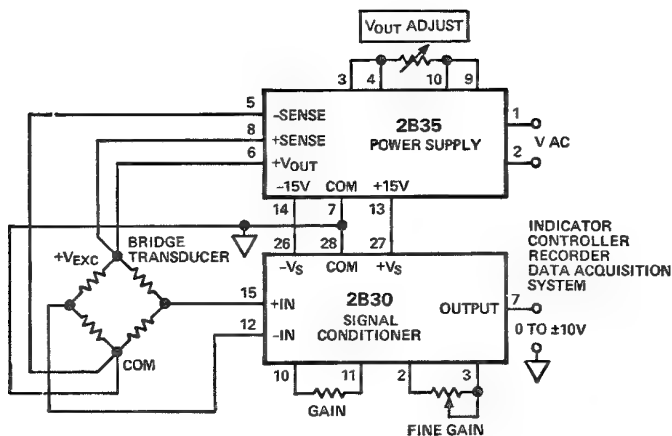 VOUT ADJUST
3 4 10 9
5 -SENSE
8 +SENSE
6 +VOUT
2B35
POWER SUPPLY
1
V AC
2
-15V COM +15V
14 7 13
26 28 27
-VS COM +VS
+VEXC
BRIDGE
TRANSDUCER
COM
15 +IN
12 -IN
2B30
SIGNAL
CONDITIONER
OUTPUT 7
INDICATOR
CONTROLLER
RECORDER
DATA ACQUISITION
SYSTEM
0 TO ±10V
10 11 2 3
GAIN
FINE GAIN